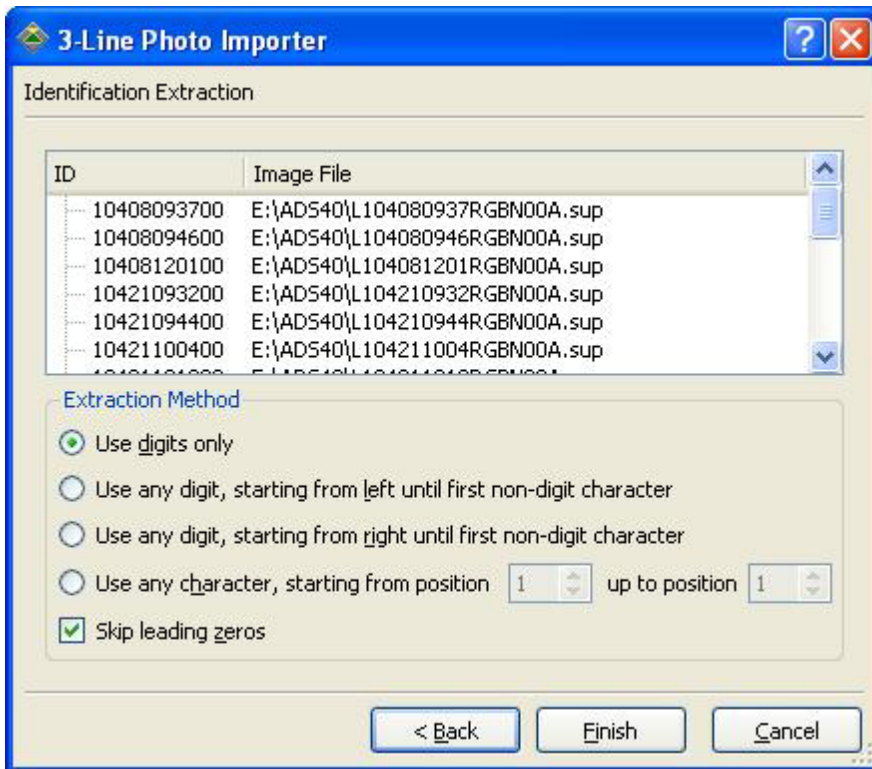 3-Line Photo Importer
Identification Extraction
ID Image File
10408093700 E:\ADS40\L104080937RGBN00A.sup
10408094600 E:\ADS40\L104080946RGBN00A.sup
10408120100 E:\ADS40\L104081201RGBN00A.sup
10421093200 E:\ADS40\L104210932RGBN00A.sup
10421094400 E:\ADS40\L104210944RGBN00A.sup
10421100400 E:\ADS40\L104211004RGBN00A.sup
Extraction Method
Use digits only
Use any digit, starting from left until first non-digit character
Use any digit, starting from right until first non-digit character
Use any character, starting from position 1 up to position 1
Skip leading zeros
< Back Finish Cancel